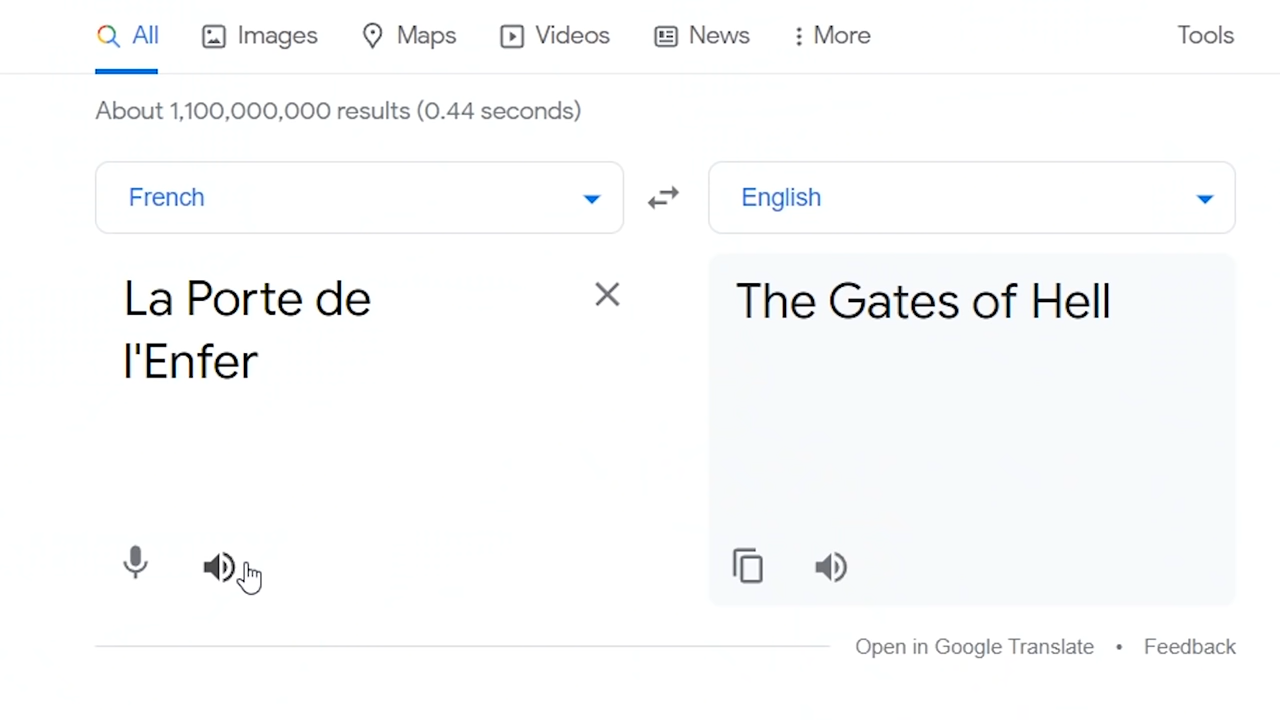 All Images Maps Videos News More Tools
About 1,100,000,000 results (0.44 seconds)
French English
La Porte de
l'Enfer
The Gates of Hell
Open in Google Translate • Feedback